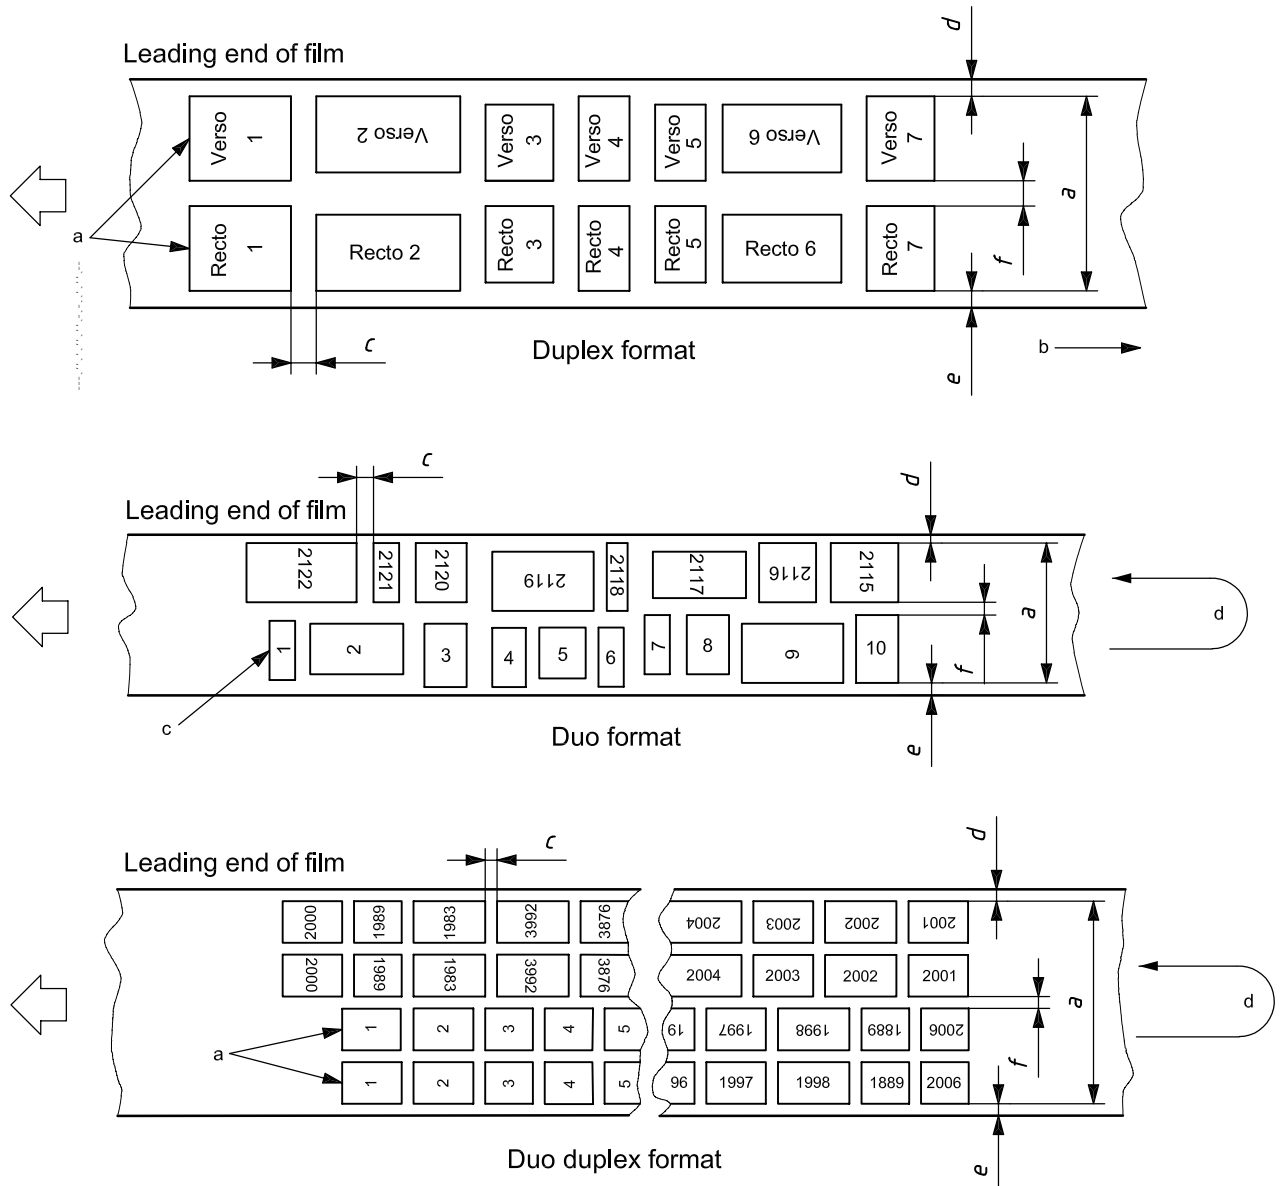 d
Leading end of film
Verso 1
Verso 2
Verso 3
Verso 4
Verso 5
Verso 6
Verso 7
a
a
f
Recto 1
Recto 2
Recto 3
Recto 4
Recto 5
Recto 6
Recto 7
c
Duplex format
b
e
c
d
Leading end of film
2122
2121
2120
2119
2118
2117
2116
2115
a
d
f
1
2
3
4
5
6
7
8
9
10
c
Duo format
e
c
d
Leading end of film
2000 1989 1983 3992 3876 2004 2003 2002 2001
2000 1989 1983 3992 3876 2004 2003 2002 2001
a
d
f
a
1 2 3 4 5 19 1997 1998 1889 2006
1 2 3 4 5 96 1997 1998 1889 2006
Duo duplex format
e